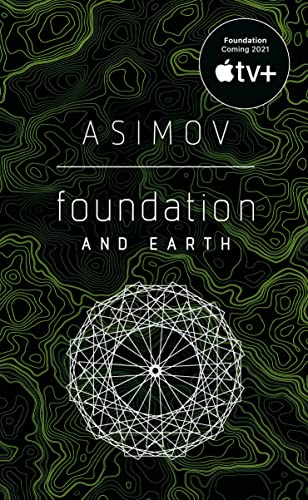 Foundation
Coming 2021
tv+
ASIMOV
foundation
AND EARTH